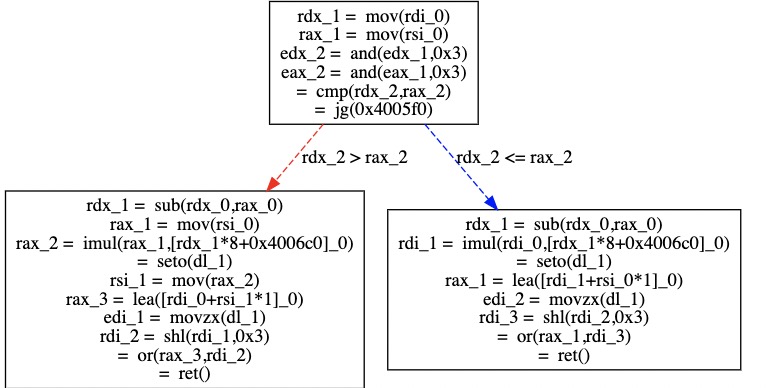 rdx_1 = mov(rdi_0)
rax_1 = mov(rsi_0)
edx_2 = and(edx_1,0x3)
eax_2 = and(eax_1,0x3)
= cmp(rdx_2,rax_2)
= jg(0x4005f0)
rdx_2 > rax_2
rdx_2 <= rax_2
rdx_1 = sub(rdx_0,rax_0)
rax_1 = mov(rsi_0)
rax_2 = imul(rax_1,[rdx_1*8+0x4006c0]_0)
= seto(dl_1)
rsi_1 = mov(rax_2)
rax_3 = lea([rdi_0+rsi_1*1]_0)
edi_1 = movzx(dl_1)
rdi_2 = shl(rdi_1,0x3)
= or(rax_3,rdi_2)
= ret()
rdx_1 = sub(rdx_0,rax_0)
rdi_1 = imul(rdi_0,[rdx_1*8+0x4006c0]_0)
= seto(dl_1)
rax_1 = lea([rdi_1+rsi_0*1]_0)
edi_2 = movzx(dl_1)
rdi_3 = shl(rdi_2,0x3)
= or(rax_1,rdi_3)
= ret()